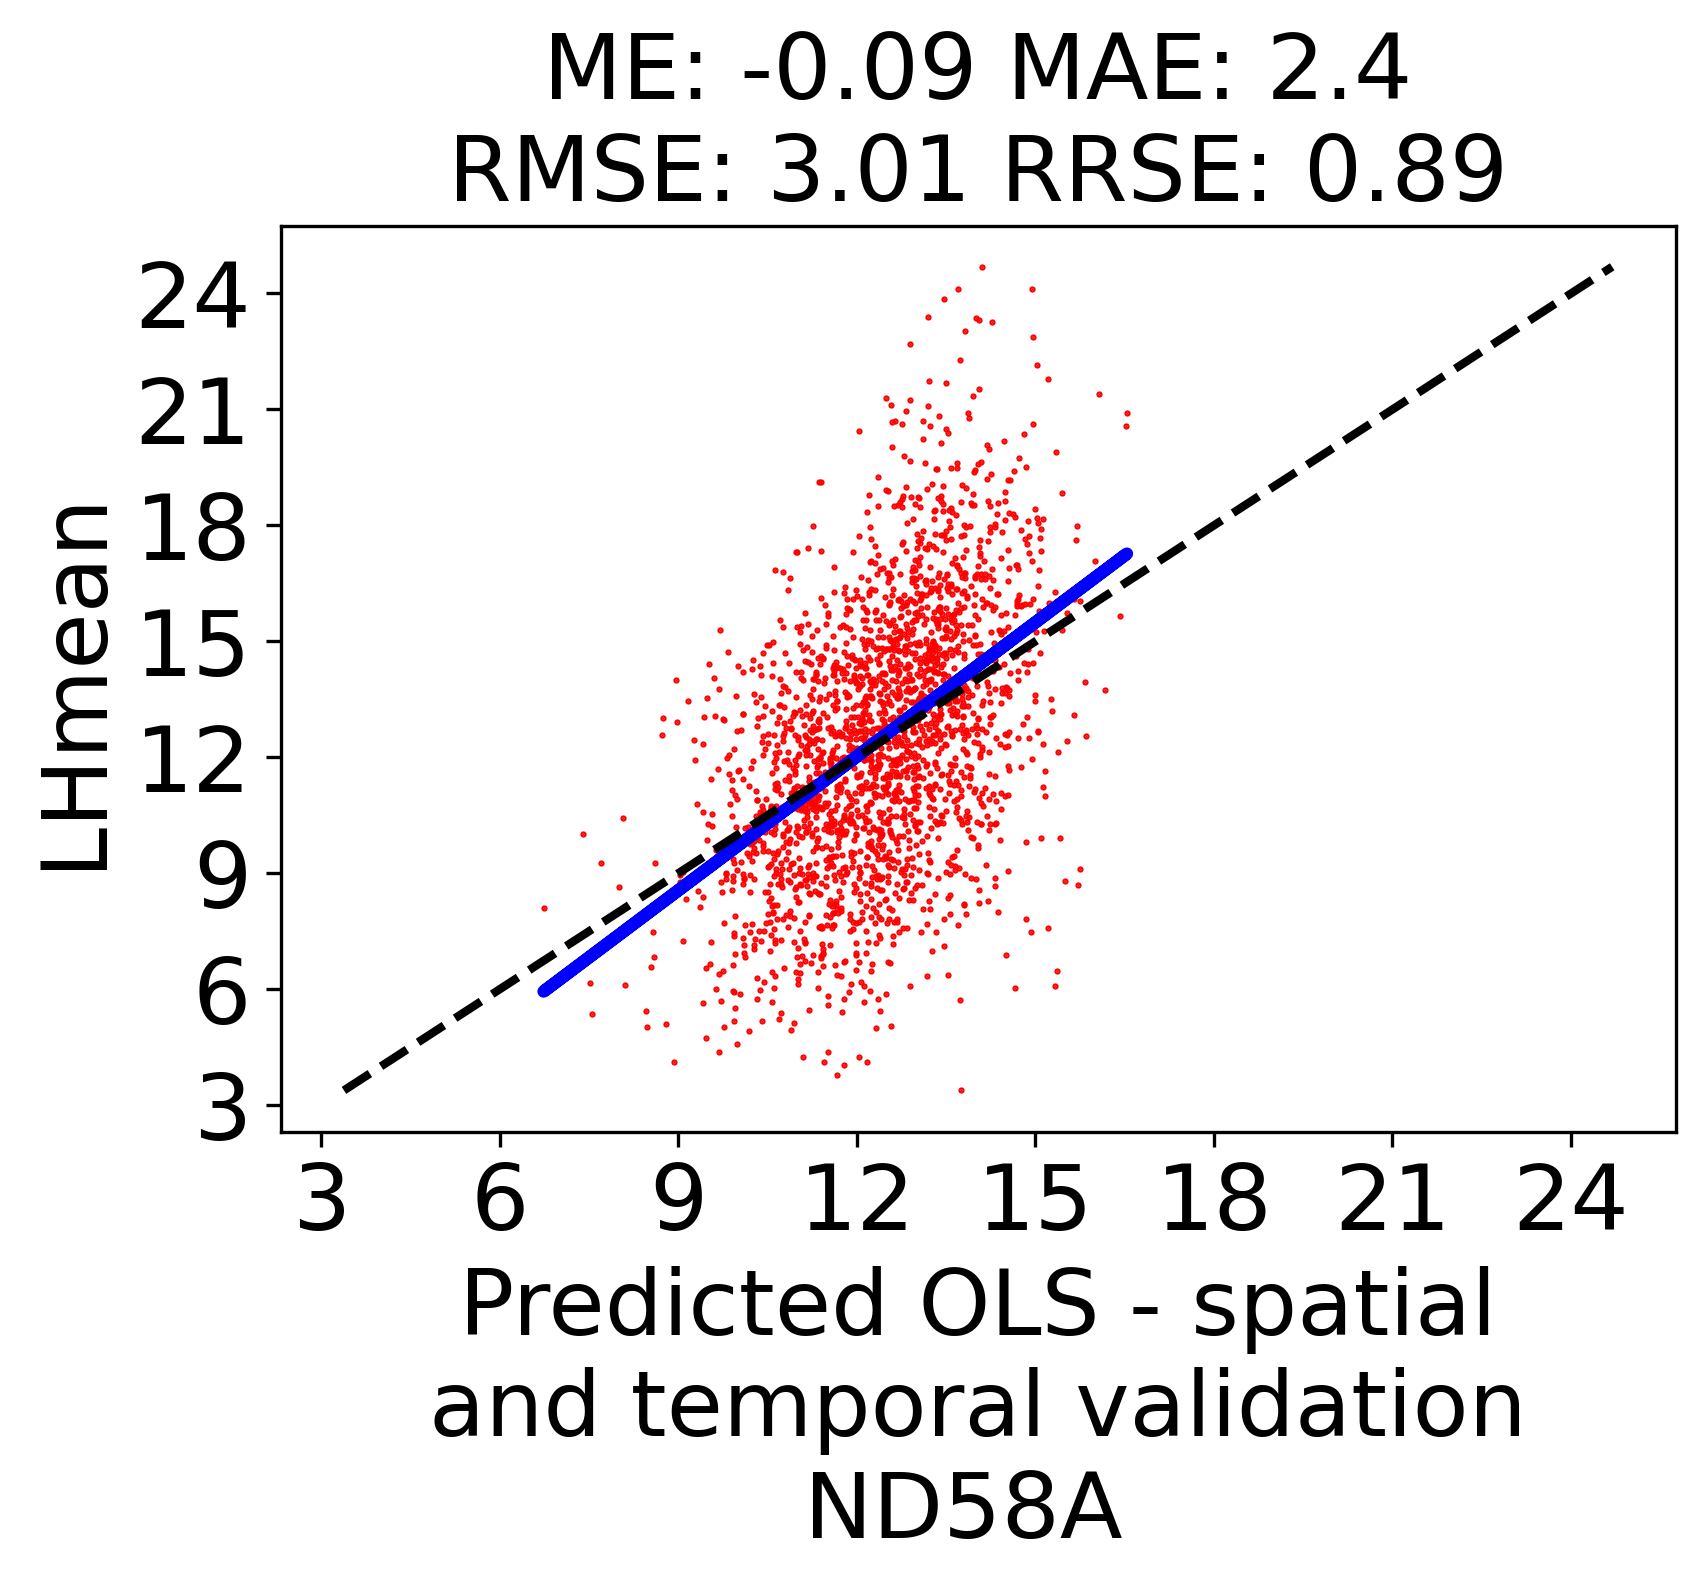 ME: -0.09 MAE: 2.4
RMSE: 3.01 RRSE: 0.89
LHmean
24
21
18
15
12
9
6
3
3 6 9 12 15 18 21 24
Predicted OLS - spatial
and temporal validation
ND58A